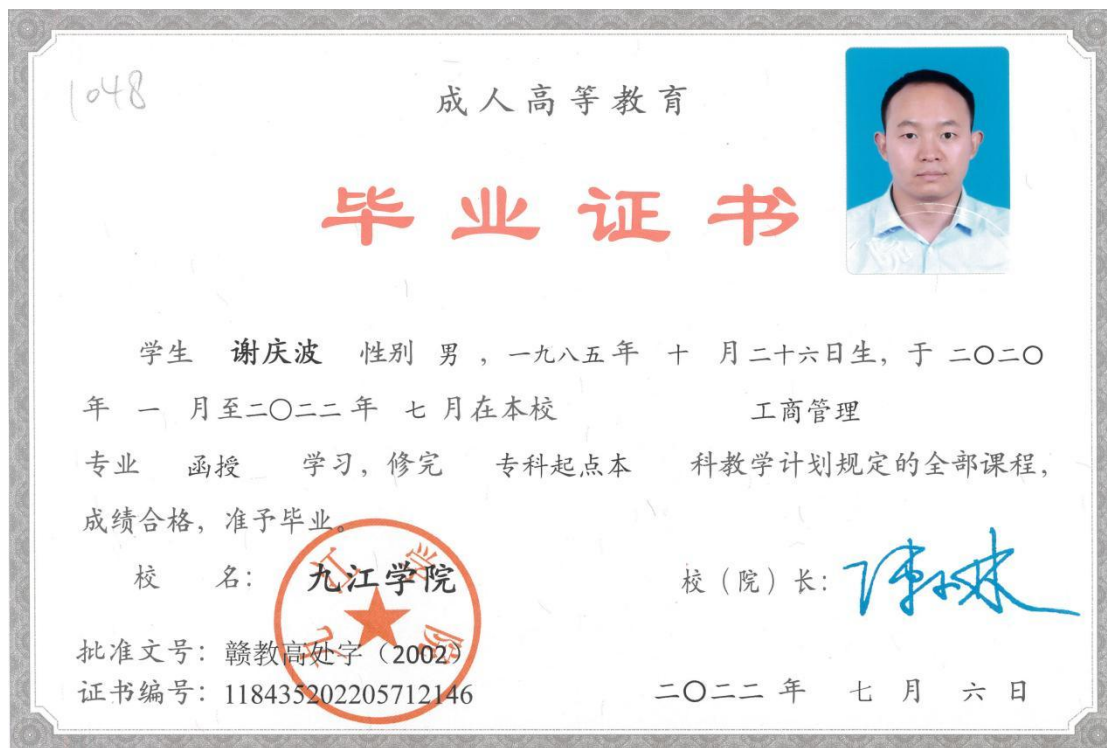 1048
成人高等教育
毕业证书
学生 谢庆波 性别 男 ，一九八五年 十 月二十六日生，于 二〇二〇
年 一 月至二〇二二年 七 月在本校 工商管理
专业 函授 学习，修完 专科起点本 科教学计划规定的全部课程，
成绩合格，准予毕业。
校 名： 九江学院
九江学院
校（院）长：
批准文号：赣教高处字（2002）
证书编号：118435202205712146
二〇二二 年 七 月 六 日